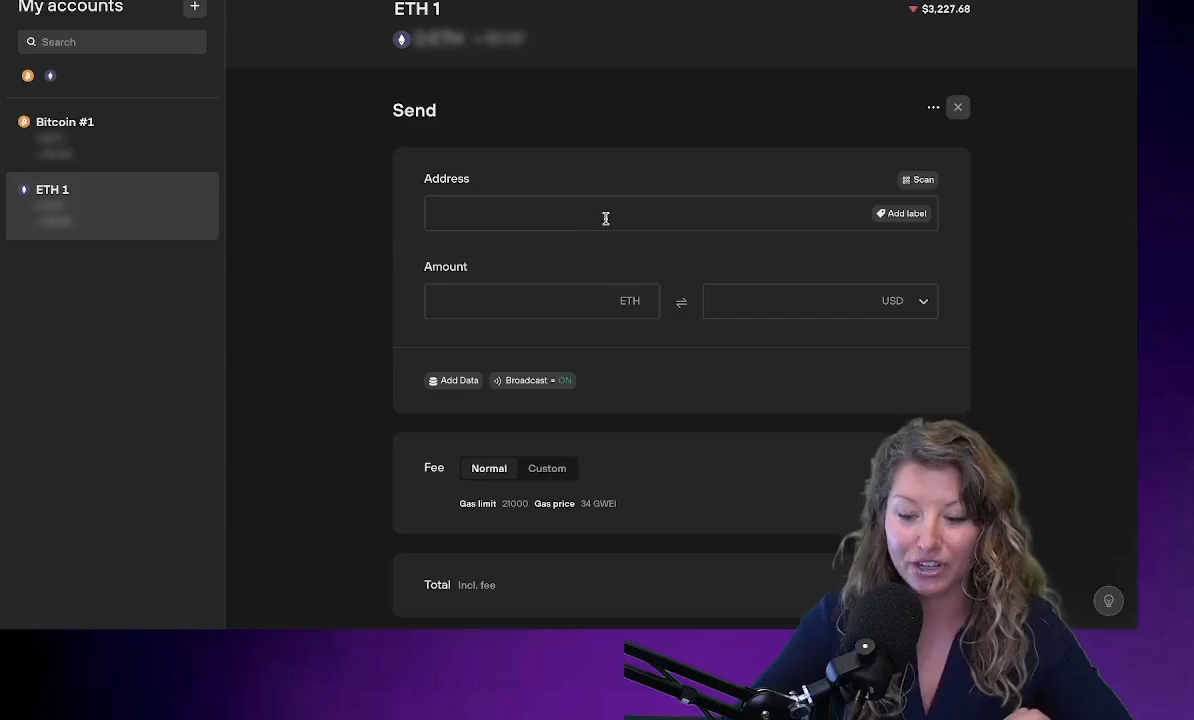 My accounts
+
Search
Bitcoin #1
ETH 1
ETH 1
$3,227.68
Send
Address
Scan
Add label
Amount
ETH
USD
Add Data
Broadcast = ON
Fee
Normal
Custom
Gas limit 21000 Gas price 34 GWEI
Total Incl. fee